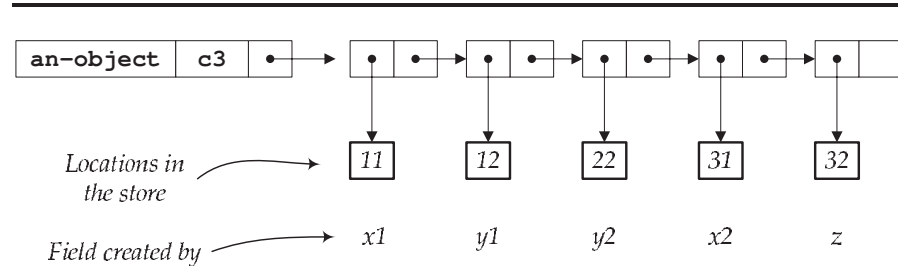 an-object c3
11 12 22 31 32
Locations in
the store
x1 y1 y2 x2 z
Field created by